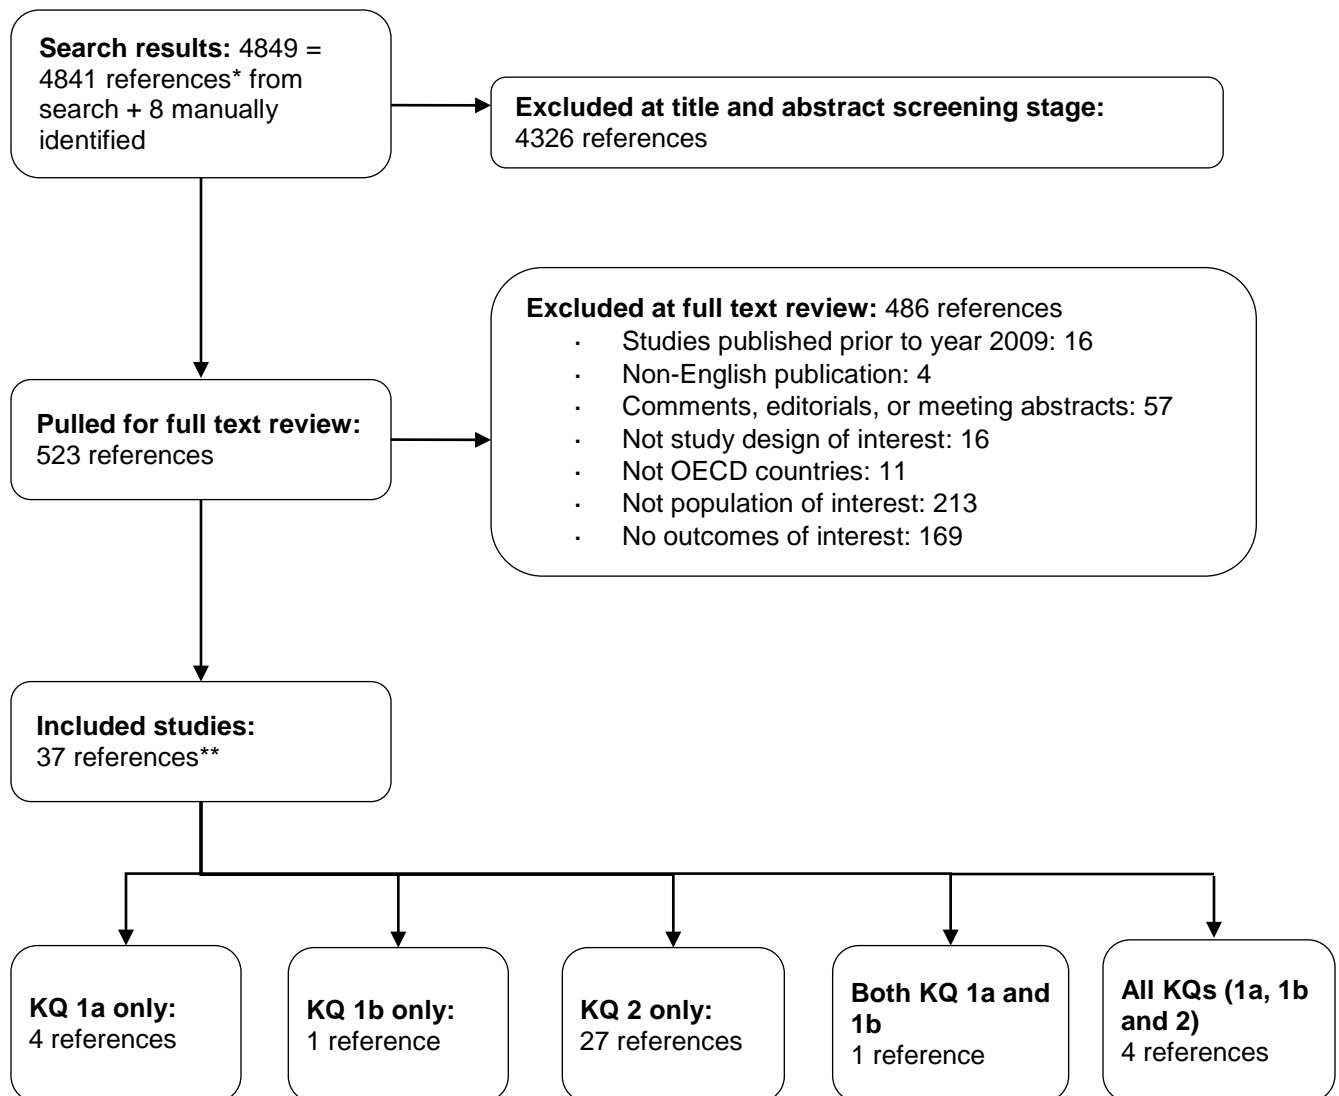 Search results: 4849 =
4841 references* from
search + 8 manually
identified
Excluded at title and abstract screening stage:
4326 references
Excluded at full text review: 486 references
· Studies published prior to year 2009: 16
· Non-English publication: 4
· Comments, editorials, or meeting abstracts: 57
· Not study design of interest: 16
· Not OECD countries: 11
· Not population of interest: 213
· No outcomes of interest: 169
Pulled for full text review:
523 references
Included studies:
37 references**
KQ 1a only:
4 references
KQ 1b only:
1 reference
KQ 2 only:
27 references
Both KQ 1a and
1b
1 reference
All KQs (1a, 1b
and 2)
4 references